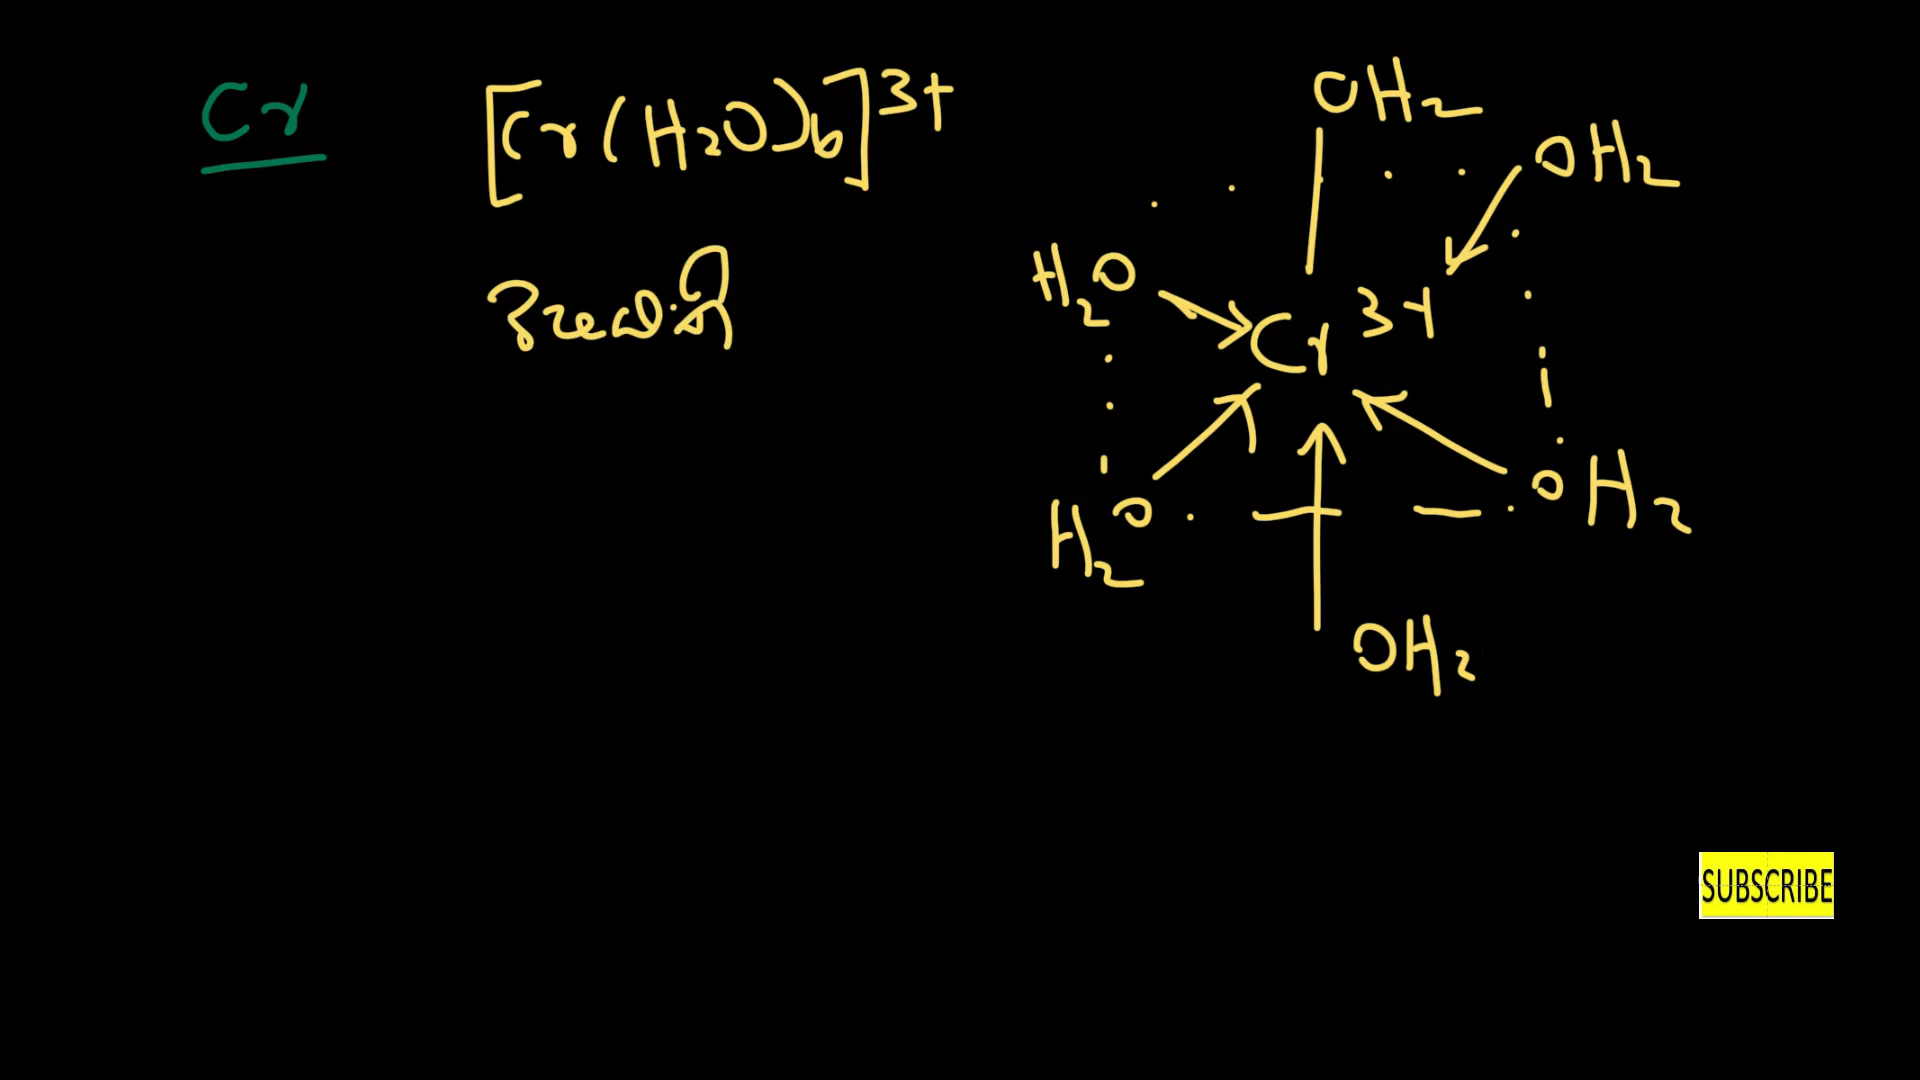 Cr
[Cr(H₂O)₆]³⁺
OH₂
OH₂
H₂O
Cr³⁺
H₂O
OH₂
OH₂
SUBSCRIBE